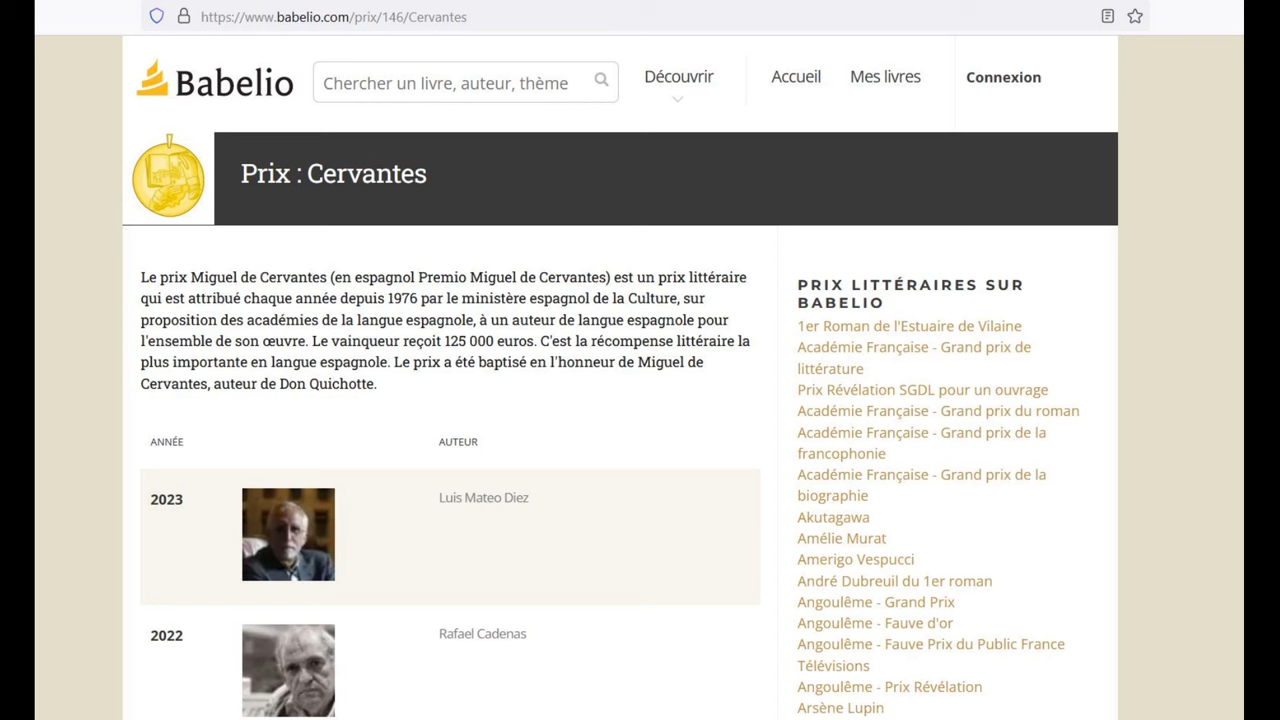 https://www.babelio.com/prix/146/Cervantes
Babelio
Chercher un livre, auteur, thème
Découvrir
Accueil
Mes livres
Connexion
Prix : Cervantes
Le prix Miguel de Cervantes (en espagnol Premio Miguel de Cervantes) est un prix littéraire
qui est attribué chaque année depuis 1976 par le ministère espagnol de la Culture, sur
proposition des académies de la langue espagnole, à un auteur de langue espagnole pour
l'ensemble de son œuvre. Le vainqueur reçoit 125 000 euros. C'est la récompense littéraire la
plus importante en langue espagnole. Le prix a été baptisé en l'honneur de Miguel de
Cervantes, auteur de Don Quichotte.
ANNÉE
AUTEUR
2023
Luis Mateo Diez
2022
Rafael Cadenas
PRIX LITTÉRAIRES SUR
BABELIO
1er Roman de l'Estuaire de Vilaine
Académie Française - Grand prix de
littérature
Prix Révélation SGDL pour un ouvrage
Académie Française - Grand prix du roman
Académie Française - Grand prix de la
francophonie
Académie Française - Grand prix de la
biographie
Akutagawa
Amélie Murat
Amerigo Vespucci
André Dubreuil du 1er roman
Angoulême - Grand Prix
Angoulême - Fauve d'or
Angoulême - Fauve Prix du Public France
Télévisions
Angoulême - Prix Révélation
Arsène Lupin